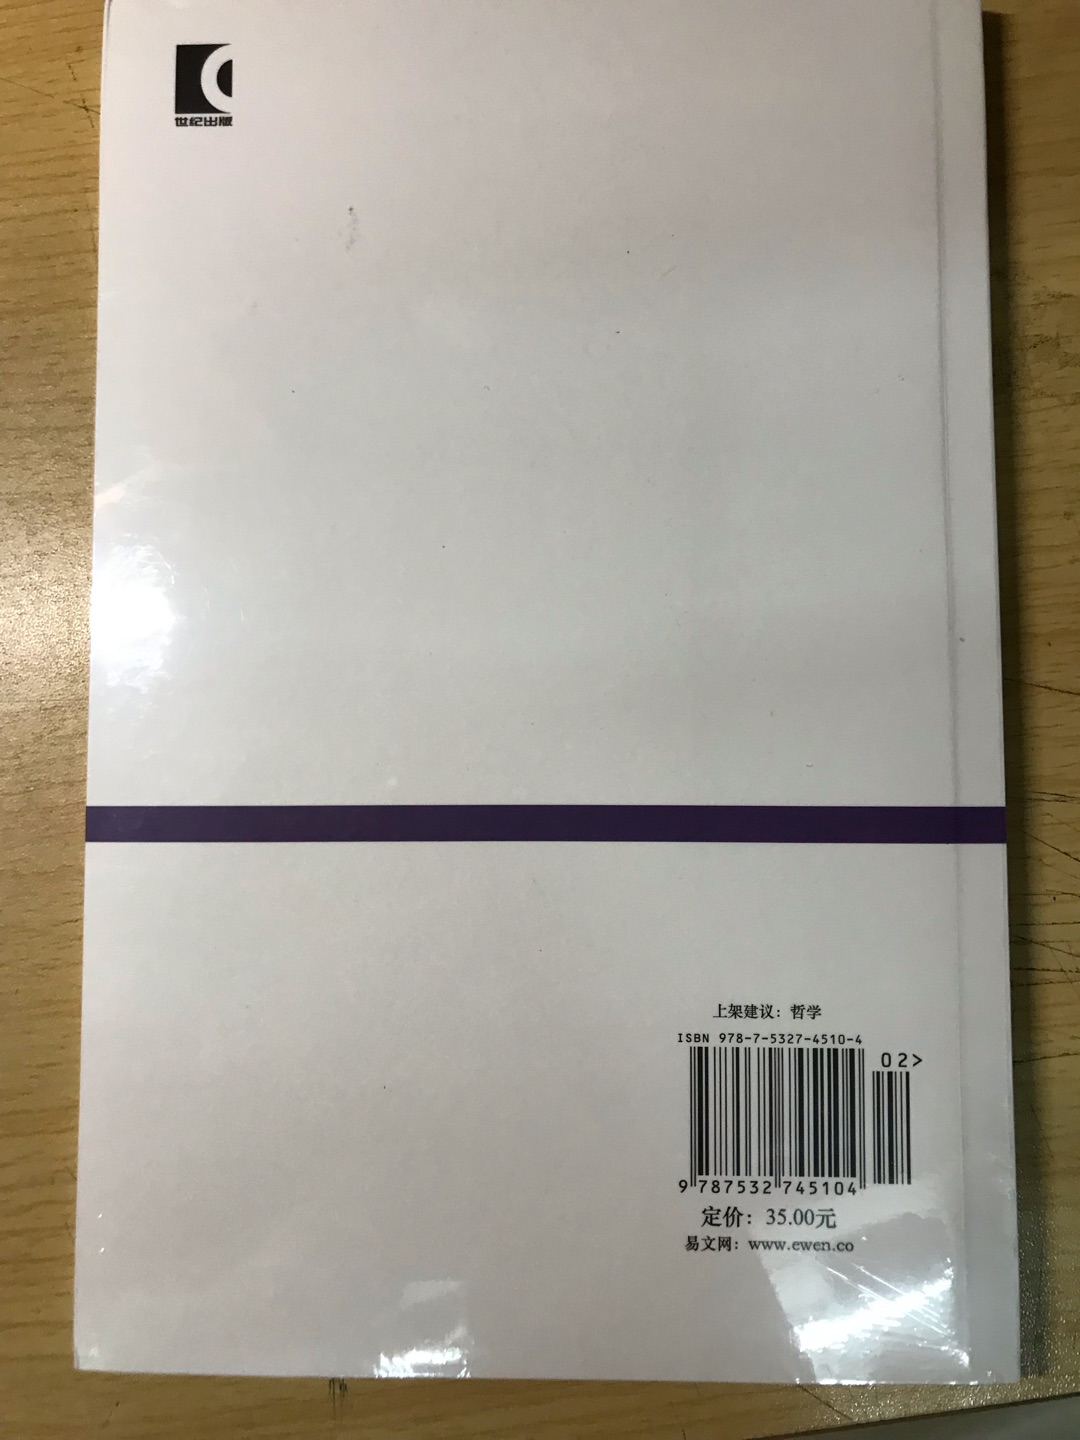 世纪出版
上架建议：哲学
ISBN 978-7-5327-4510-4
02>
9 787532 745104
定价：35.00元
易文网：www.ewen.co